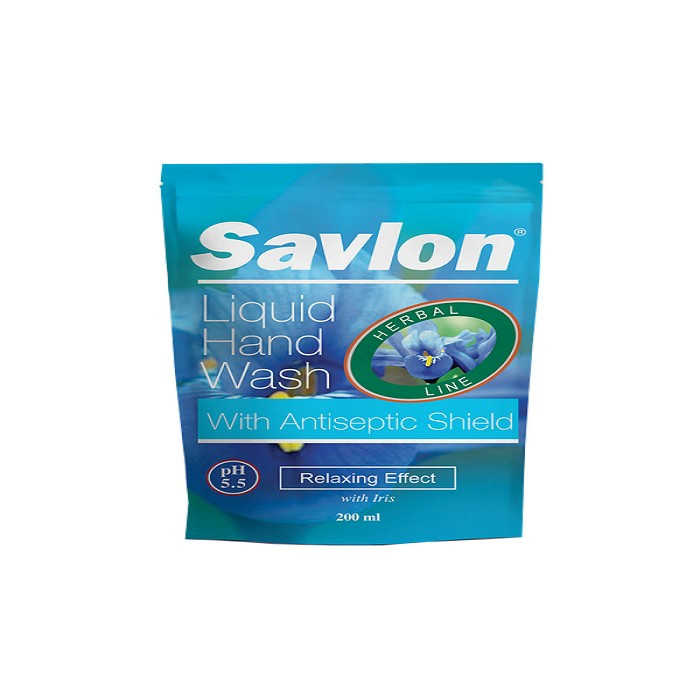 Savlon®
Liquid
Hand
Wash
HERBAL
LINE
With Antiseptic Shield
pH
5.5
Relaxing Effect
with Iris
200 ml